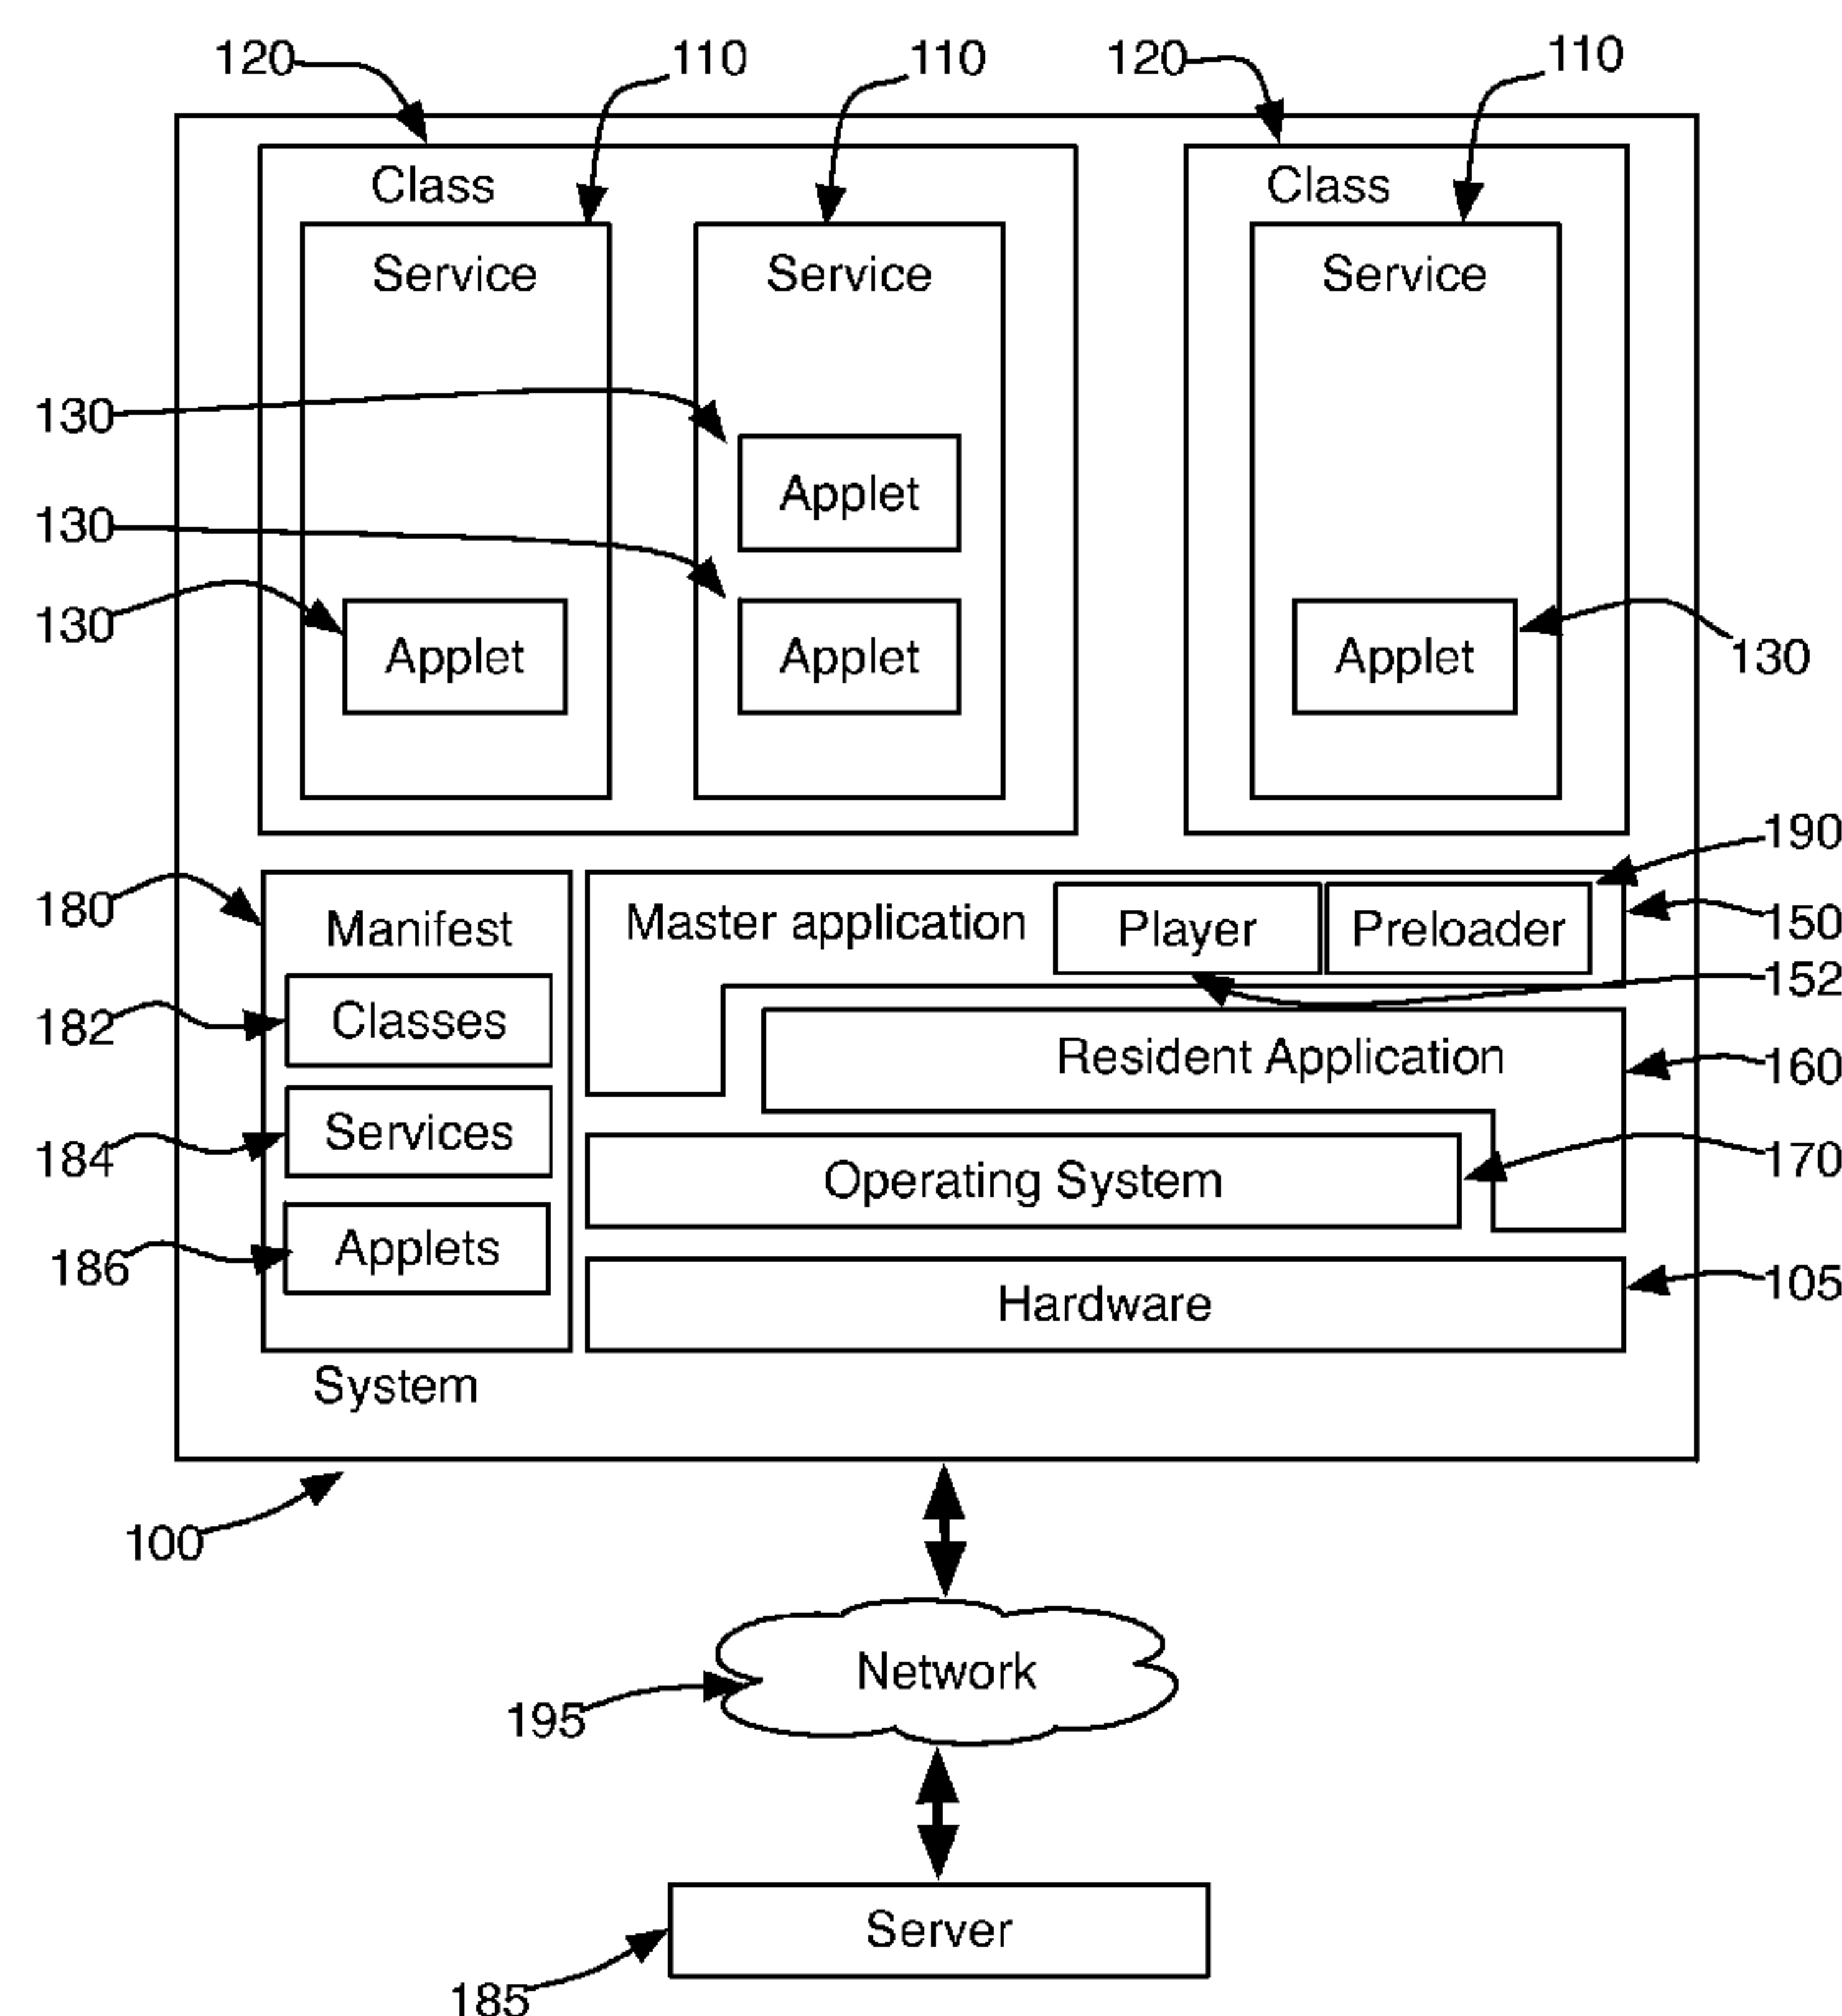 120
110
110
120
110
Class
Class
Service
Service
Service
130
Applet
130
130
Applet
Applet
Applet
130
190
180
Manifest
Master application
Player
Preloader
150
152
182
Classes
Resident Application
160
184
Services
Operating System
170
186
Applets
Hardware
105
System
100
Network
195
Server
185